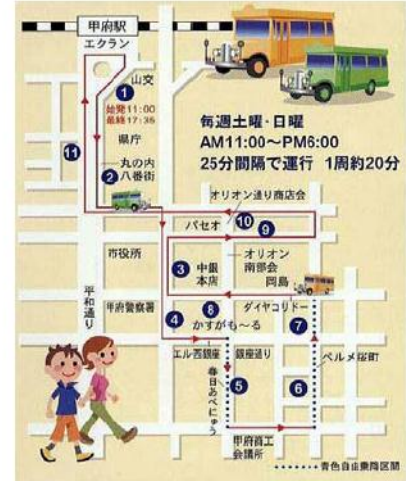 甲府駅
エクラン
山交
1
始発11:00
最終17:35
毎週土曜・日曜
AM11:00～PM6:00
25分間隔で運行 1周約20分
県庁
11
丸の内
八番街
2
オリオン通り商店会
10
パセオ
9
市役所
3
中銀
本店
オリオン
南部会
岡島
平和通り
甲府警察署
8
ダイヤコリドー
4
かすがも～る
7
エル西銀座
銀座通り
ベルメ桜町
春日あべにゅう
5
6
甲府商工
会議所
青色自由乗降区間